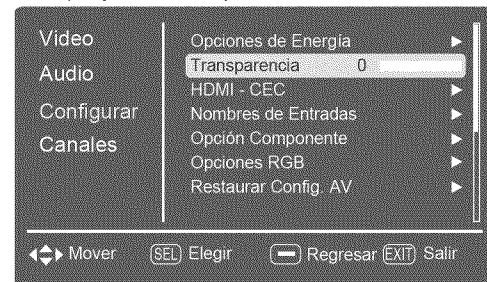 Video
Audio
Configurar
Canales
Opciones de Energía
Transparencia 0
HDMI - CEC
Nombres de Entradas
Opción Componente
Opciones RGB
Restaurar Config. AV
Mover SEL Elegir Regresar EXIT Salir